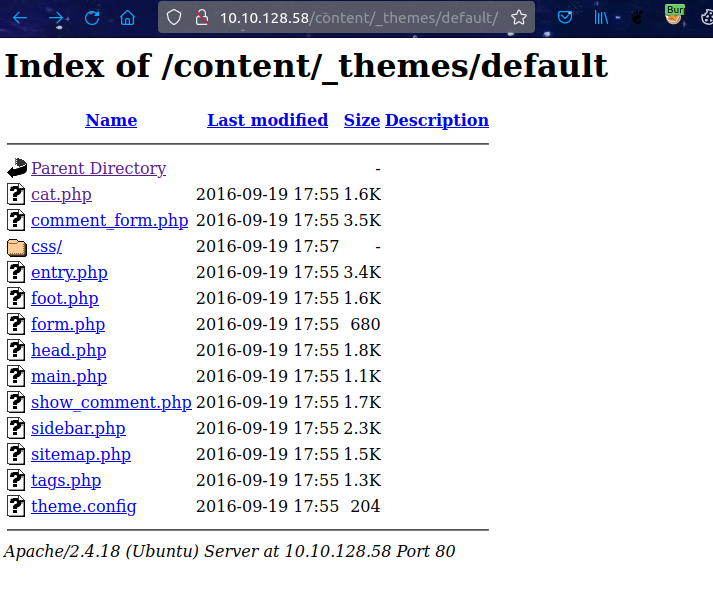 10.10.128.58/content/_themes/default/
Burr
Index of /content/_themes/default
Name Last modified Size Description
Parent Directory -
cat.php 2016-09-19 17:55 1.6K
comment_form.php 2016-09-19 17:55 3.5K
css/ 2016-09-19 17:57 -
entry.php 2016-09-19 17:55 3.4K
foot.php 2016-09-19 17:55 1.6K
form.php 2016-09-19 17:55 680
head.php 2016-09-19 17:55 1.8K
main.php 2016-09-19 17:55 1.1K
show_comment.php 2016-09-19 17:55 1.7K
sidebar.php 2016-09-19 17:55 2.3K
sitemap.php 2016-09-19 17:55 1.5K
tags.php 2016-09-19 17:55 1.3K
theme.config 2016-09-19 17:55 204
Apache/2.4.18 (Ubuntu) Server at 10.10.128.58 Port 80